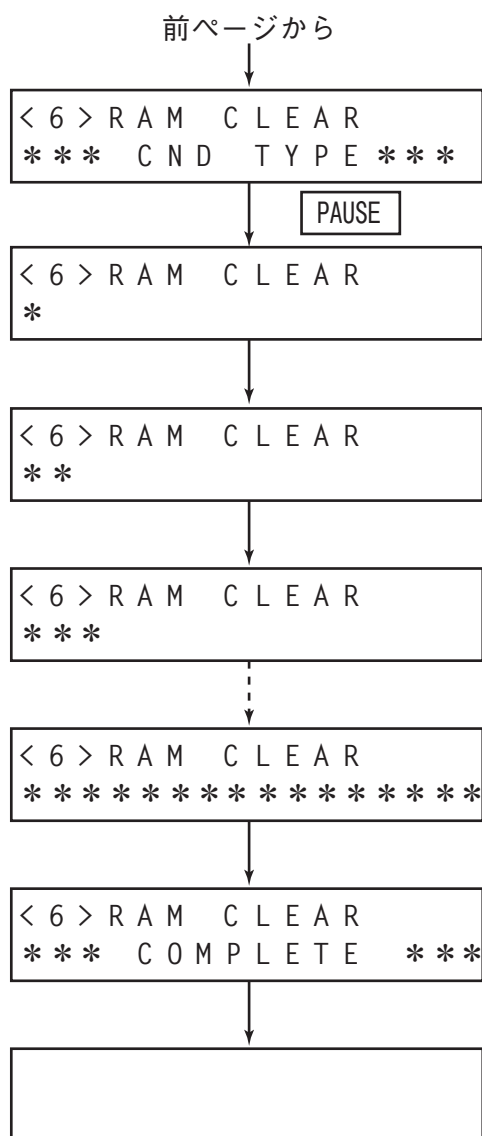 前ページから
<6>RAM CLEAR
*** CND TYPE***
PAUSE
<6>RAM CLEAR
*
<6>RAM CLEAR
**
<6>RAM CLEAR
***
<6>RAM CLEAR
****************
<6>RAM CLEAR
*** COMPLETE ***